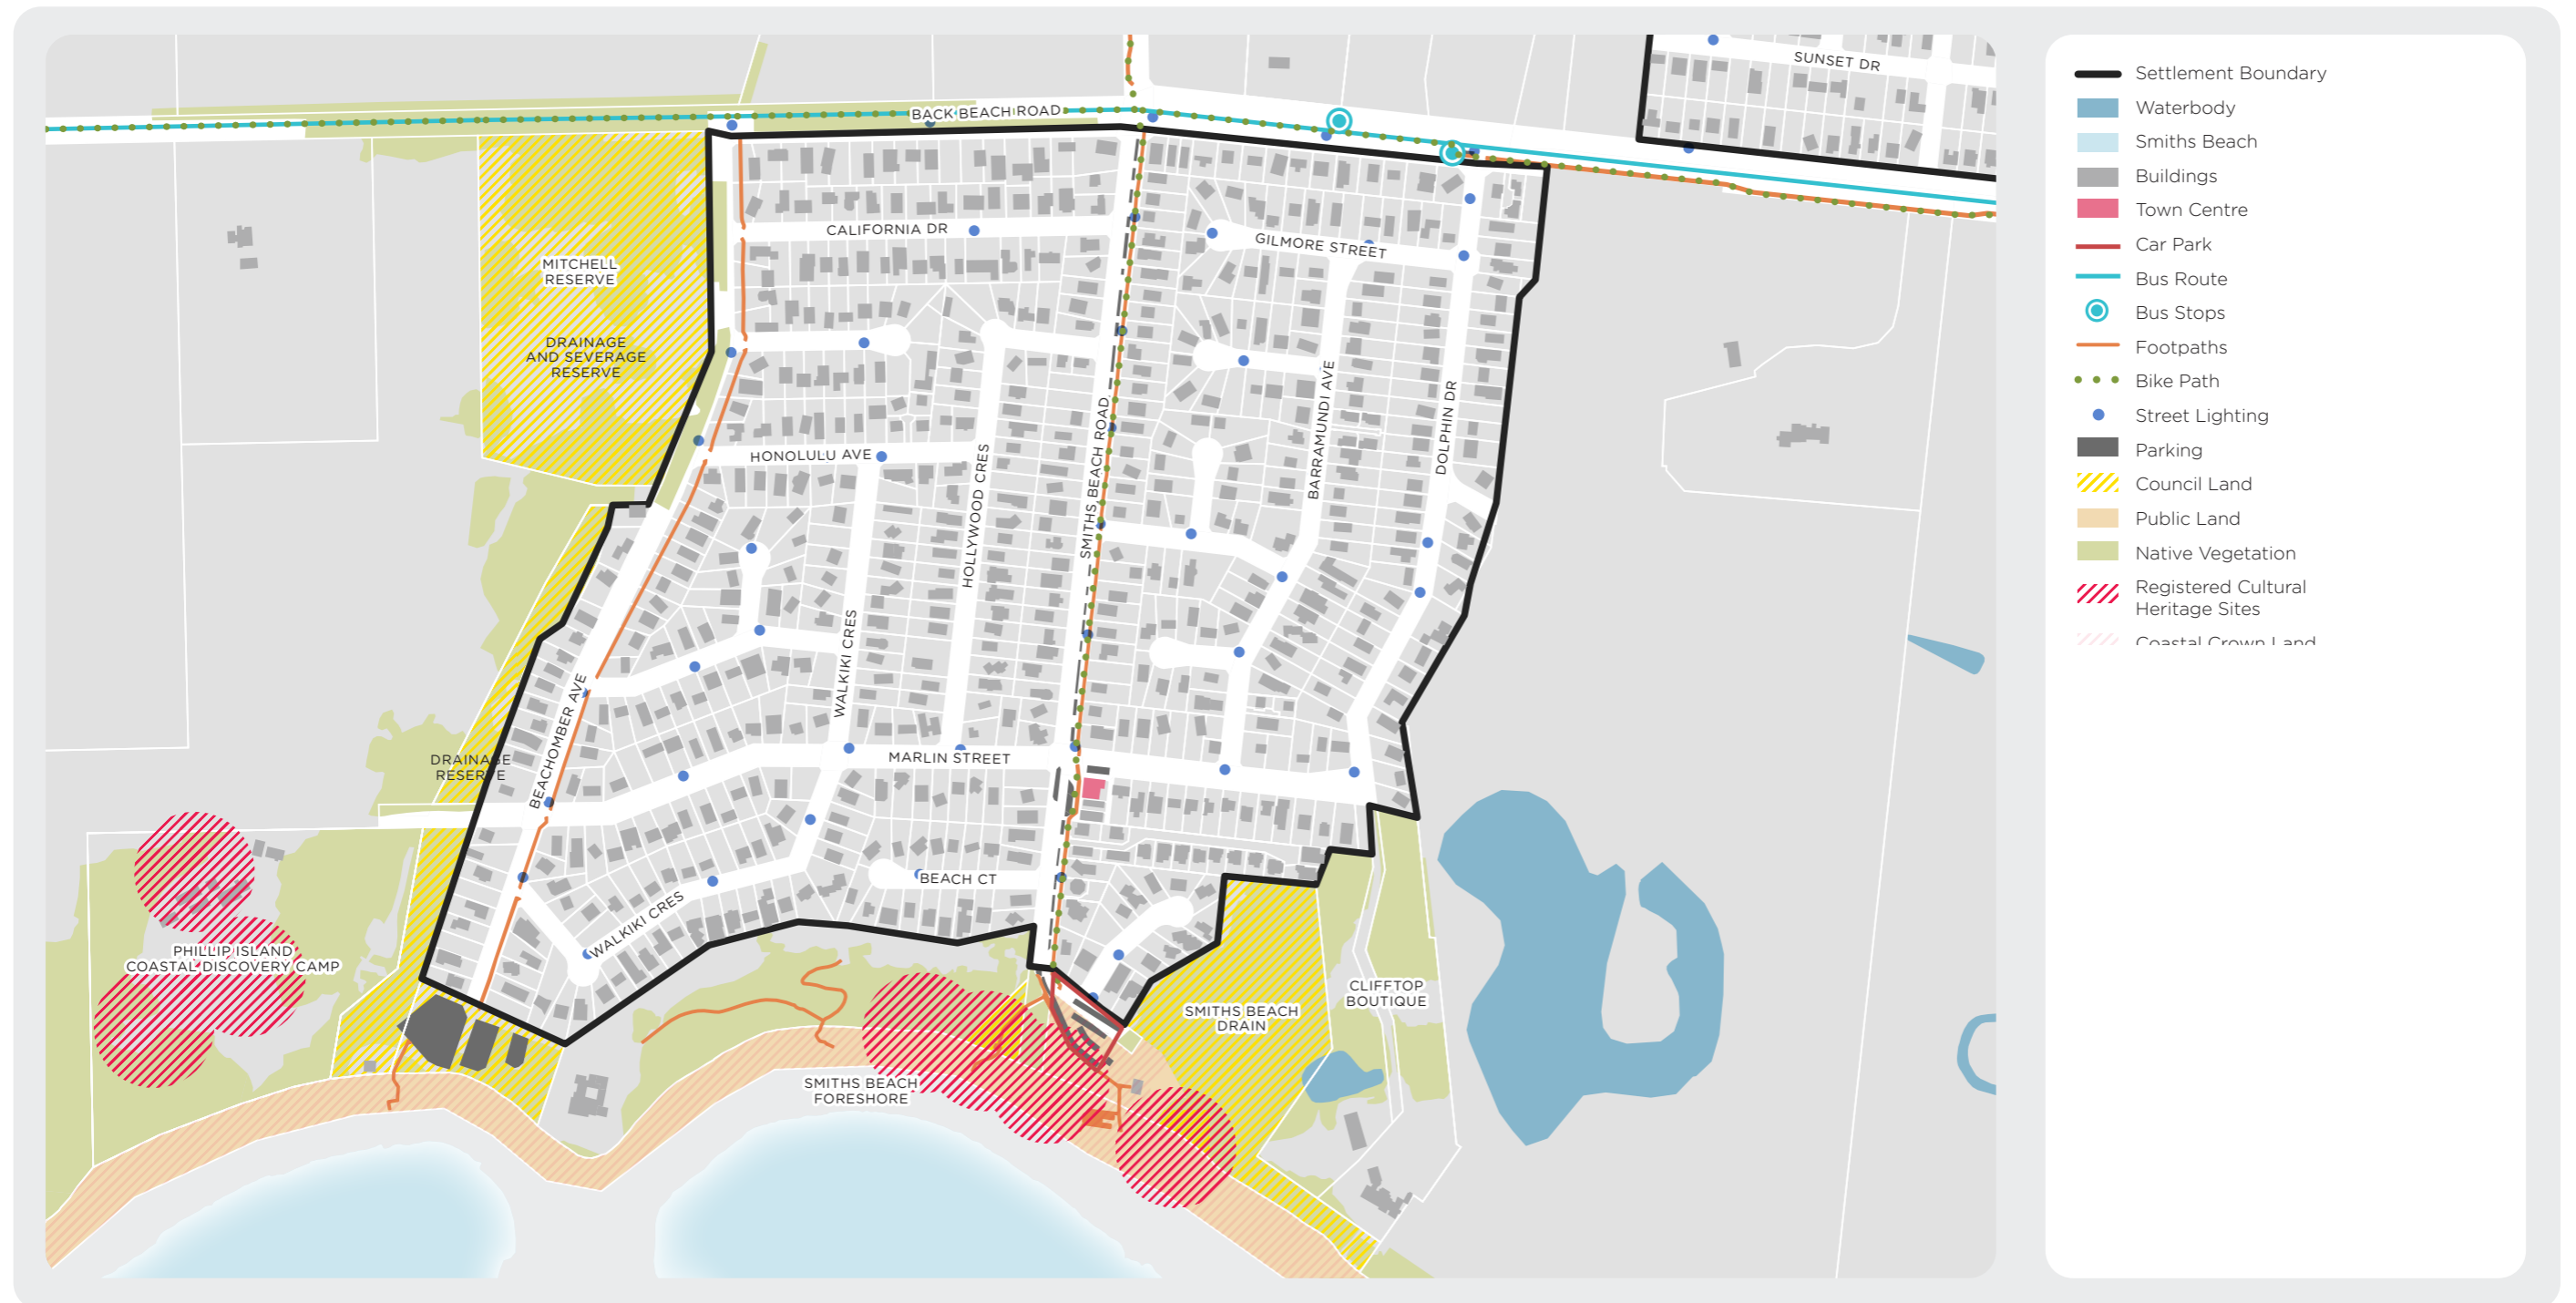 SUNSET DR
BACK BEACH ROAD
CALIFORNIA DR
GILMORE STREET
MITCHELL
RESERVE
DRAINAGE
AND SEVERAGE
RESERVE
HONOLULU AVE
HOLLYWOOD CRES
SMITHS BEACH ROAD
BARRAMUNDI AVE
DOLPHIN DR
WALKIKI CRES
BEACHOMBER AVE
DRAINAGE
RESERVE
MARLIN STREET
BEACH CT
WALKIKI CRES
PHILLIP ISLAND
COASTAL DISCOVERY CAMP
SMITHS BEACH
DRAIN
CLIFFTOP
BOUTIQUE
SMITHS BEACH
FORESHORE
Settlement Boundary
Waterbody
Smiths Beach
Buildings
Town Centre
Car Park
Bus Route
Bus Stops
Footpaths
Bike Path
Street Lighting
Parking
Council Land
Public Land
Native Vegetation
Registered Cultural
Heritage Sites
Coastal Crown Land